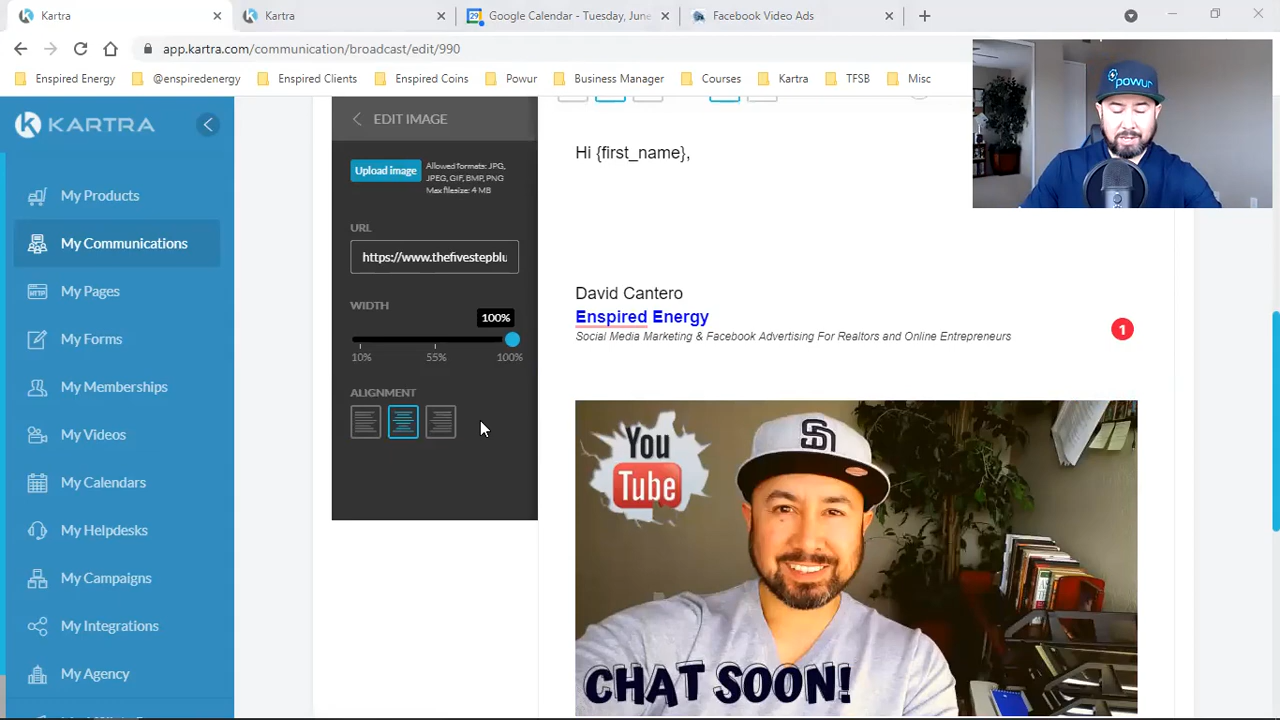 Kartra
Kartra
Google Calendar - Tuesday, June
Facebook Video Ads
app.kartra.com/communication/broadcast/edit/990
Enspired Energy
@enspiredenergy
Enspired Clients
Enspired Coins
Powur
Business Manager
Courses
Kartra
TFSB
Misc
powur
KARTRA
My Products
My Communications
My Pages
My Forms
My Memberships
My Videos
My Calendars
My Helpdesks
My Campaigns
My Integrations
My Agency
EDIT IMAGE
Upload image
Allowed formats: JPG,
JPEG, GIF, BMP, PNG
Max filesize: 4 MB
URL
https://www.thefivestepblu
WIDTH
100%
10% 55% 100%
ALIGNMENT
Hi {first_name},
David Cantero
Enspired Energy
Social Media Marketing & Facebook Advertising For Realtors and Online Entrepreneurs
1
You
Tube
SD
CHAT SOON!